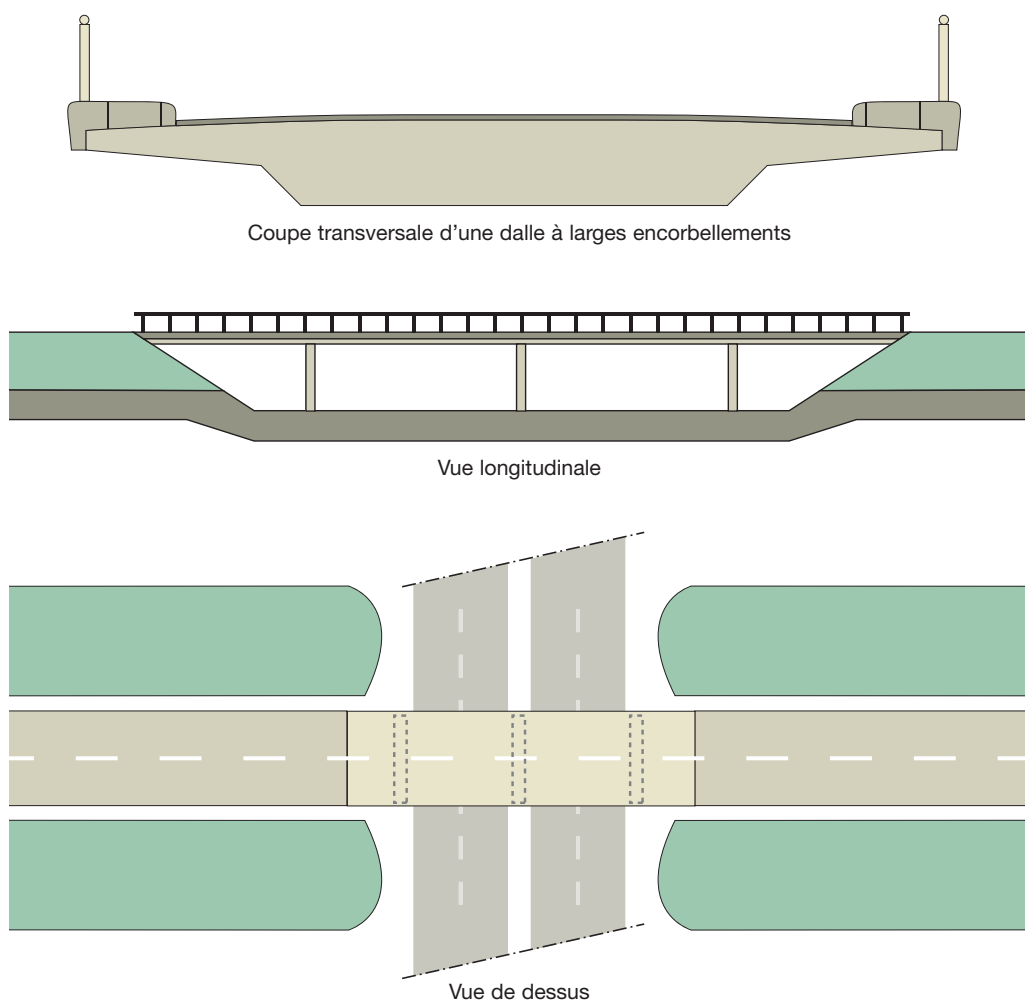 Coupe transversale d'une dalle à larges encorbellements
Vue longitudinale
Vue de dessus